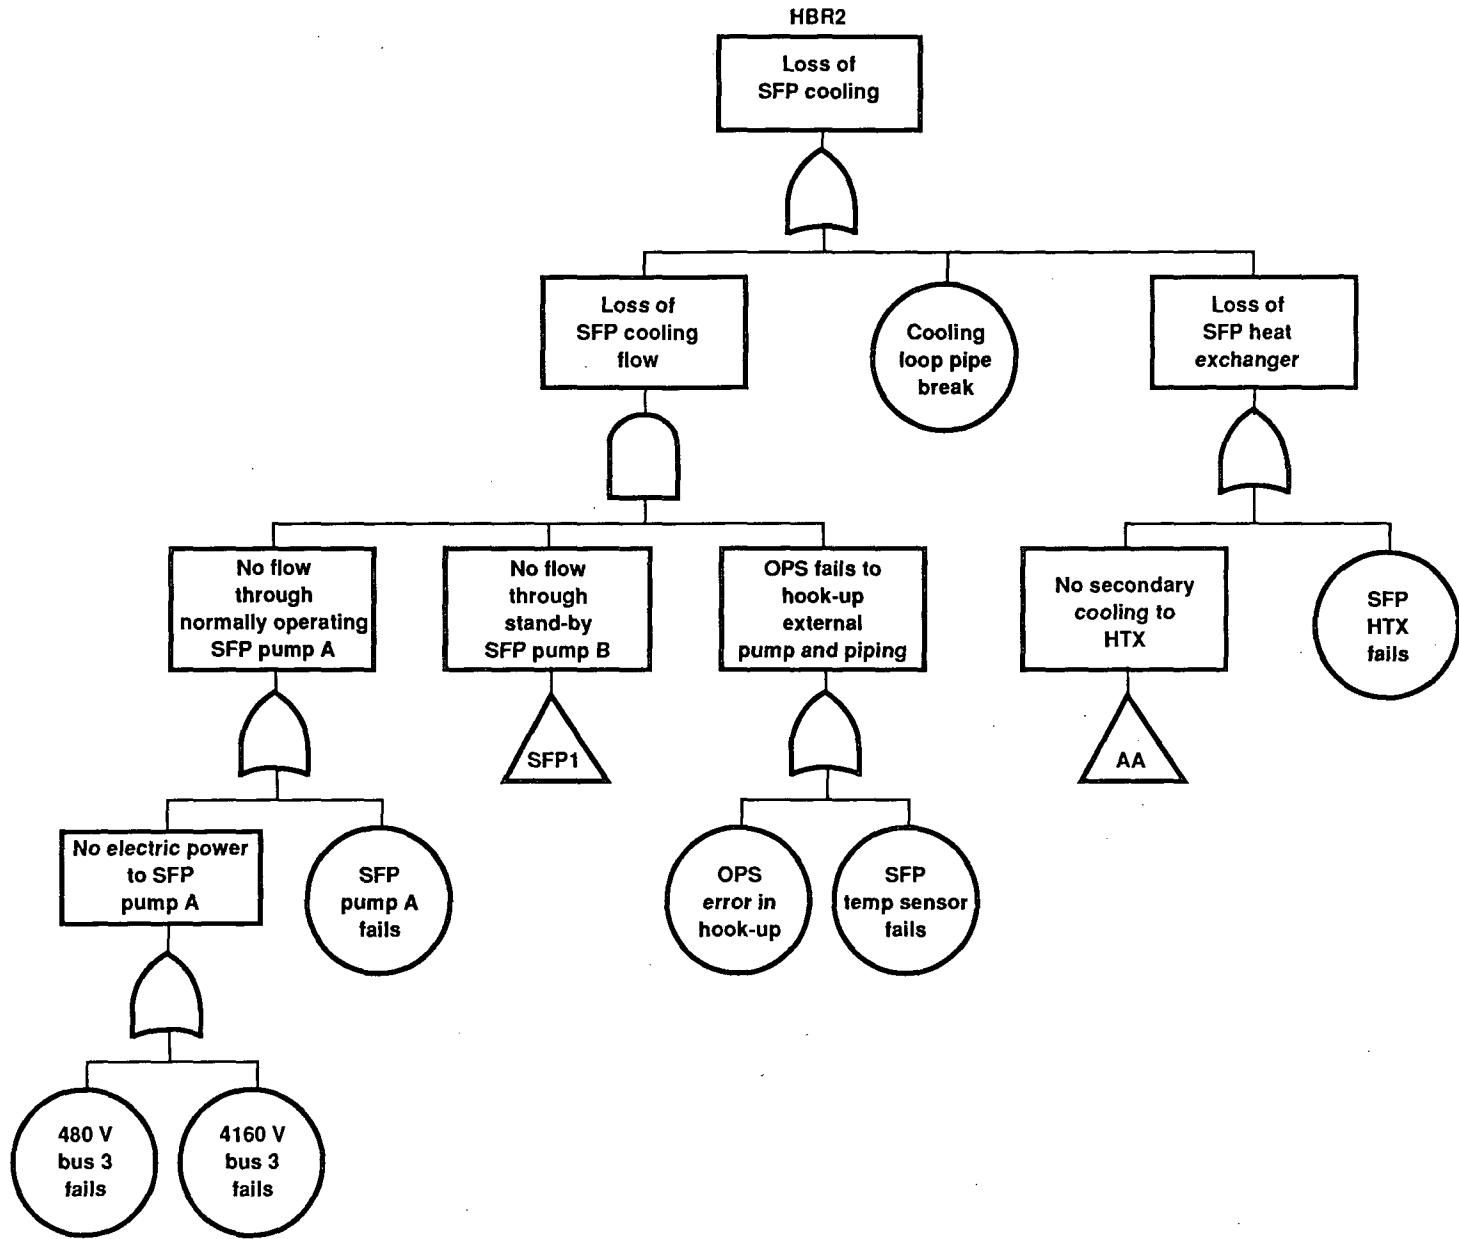 HBR2
Loss of
SFP cooling
Loss of
SFP cooling
flow
Cooling
loop pipe
break
Loss of
SFP heat
exchanger
No flow
through
normally operating
SFP pump A
No flow
through
stand-by
SFP pump B
OPS fails to
hook-up
external
pump and piping
No secondary
cooling to
HTX
SFP
HTX
fails
SFP1
AA
No electric power
to SFP
pump A
SFP
pump A
fails
OPS
error in
hook-up
SFP
temp sensor
fails
480 V
bus 3
fails
4160 V
bus 3
fails